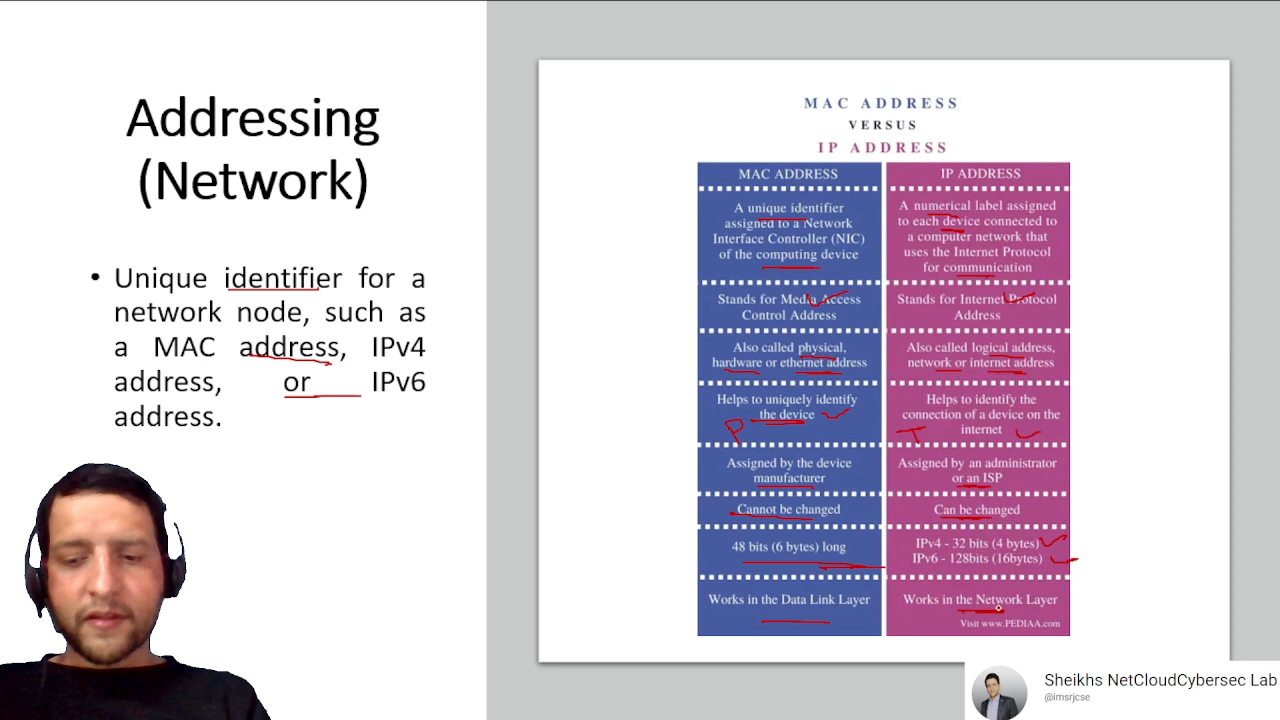 Addressing
(Network)
• Unique identifier for a
network node, such as
a MAC address, IPv4
address, or IPv6
address.
MAC ADDRESS
VERSUS
IP ADDRESS
MAC ADDRESS
A unique identifier
assigned to a Network
Interface Controller (NIC)
of the computing device
Stands for Media Access
Control Address
Also called physical,
hardware or ethernet address
Helps to uniquely identify
the device
P
Assigned by the device
manufacturer
Cannot be changed
48 bits (6 bytes) long
Works in the Data Link Layer
IP ADDRESS
A numerical label assigned
to each device connected to
a computer network that
uses the Internet Protocol
for communication
Stands for Internet Protocol
Address
Also called logical address,
network or internet address
Helps to identify the
connection of a device on the
internet
T
Assigned by an administrator
or an ISP
Can be changed
IPv4 - 32 bits (4 bytes)
IPv6 - 128bits (16bytes)
Works in the Network Layer
Visit www.PEDIAA.com
Sheikhs NetCloudCybersec Lab
@imsrjcse